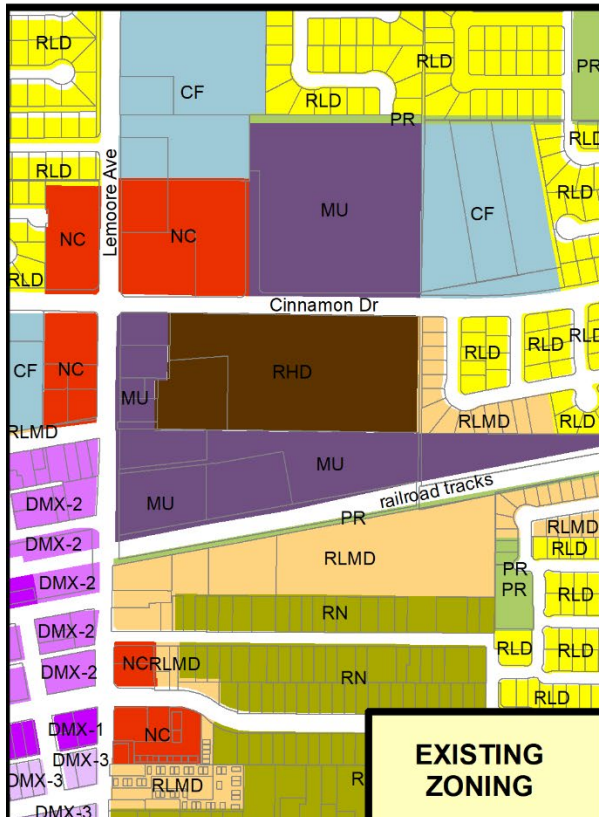 RLD
CF
RLD
PR
PR
RLD
RLD
Lemoore Ave
RLD
NC
NC
MU
CF
RLD
RLD
Cinnamon Dr
CF
NC
MU
RHD
RLD
RLD
RLD
RLMD
RLMD
RLD
MU
MU
railroad tracks
PR
DMX-2
DMX-2
DMX-2
RLMD
RLMD
RLD
PR
PR
RLD
RN
DMX-2
DMX-2
NC
RLMD
RN
RLD
RLD
RLD
DMX-1
DMX-3
DMX-3
DMX-3
NC
RLMD
EXISTING
ZONING